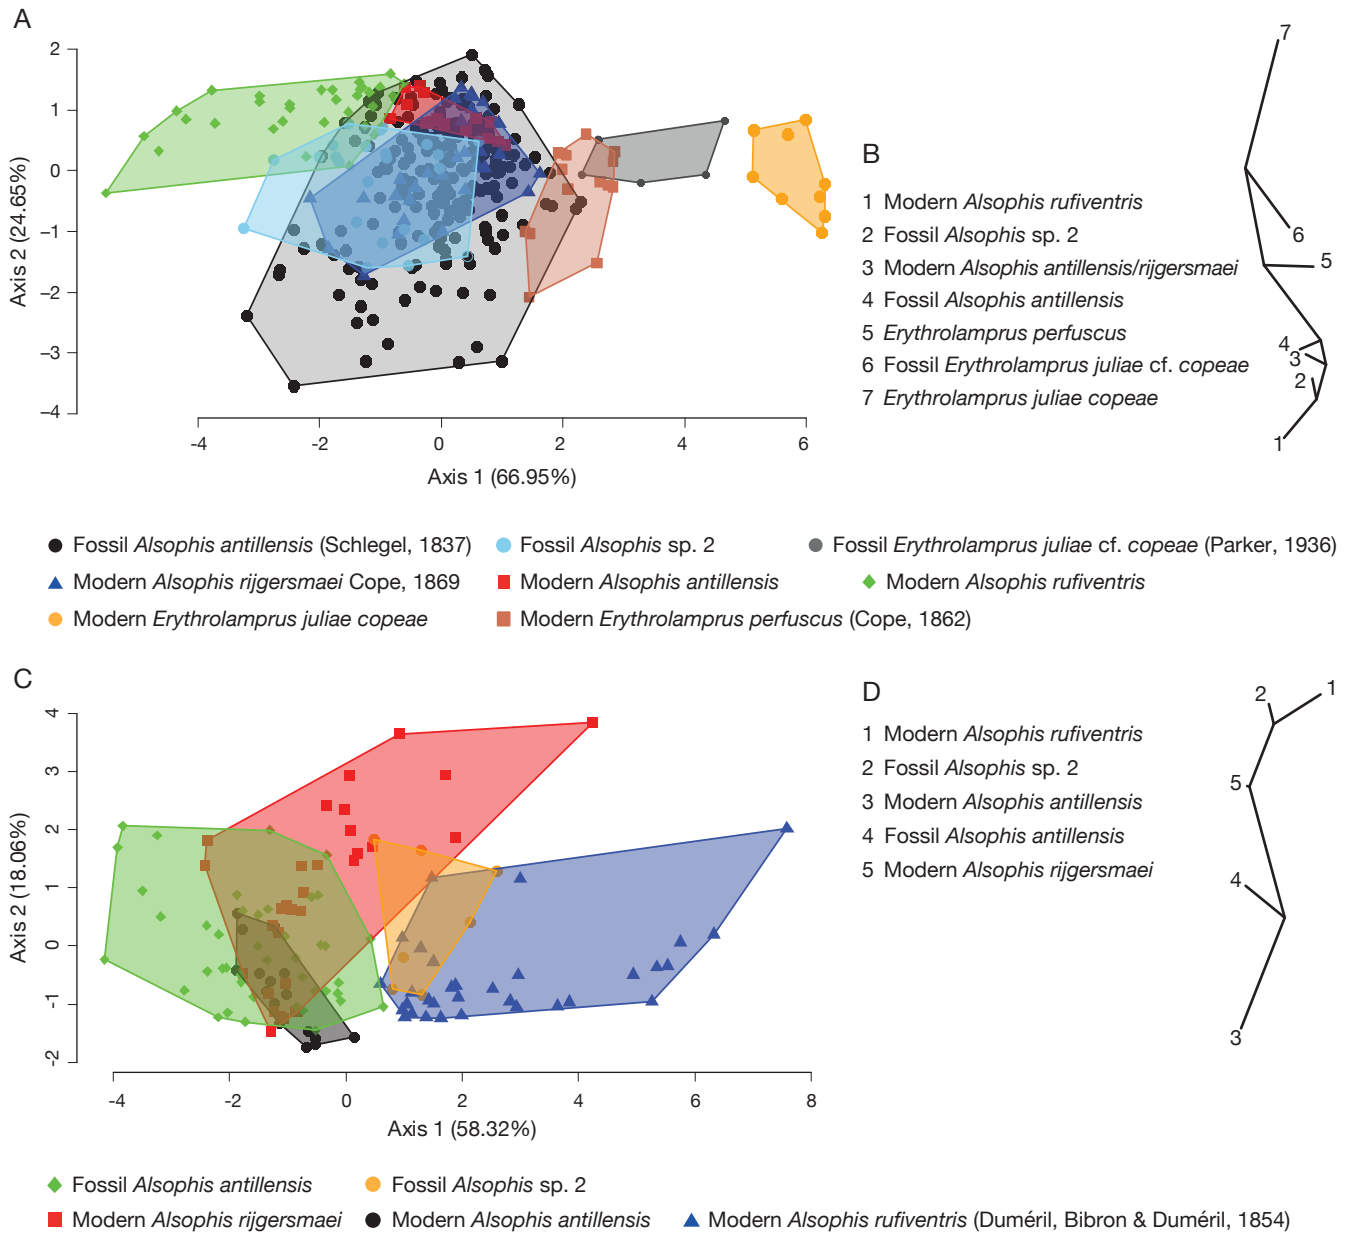 A
2
1
0
−1
−2
−3
−4
Axis 2 (24.65%)
-4
-2
0
2
4
6
Axis 1 (66.95%)
B
1 Modern Alsophis rufiventris
2 Fossil Alsophis sp. 2
3 Modern Alsophis antillensis/rijgersmaei
4 Fossil Alsophis antillensis
5 Erythrolamprus perfuscus
6 Fossil Erythrolamprus juliae cf. copeae
7 Erythrolamprus juliae copeae
7
6
5
4
3
2
1
Fossil Alsophis antillensis (Schlegel, 1837)
Fossil Alsophis sp. 2
Fossil Erythrolamprus juliae cf. copeae (Parker, 1936)
Modern Alsophis rijgersmaei Cope, 1869
Modern Alsophis antillensis
Modern Alsophis rufiventris
Modern Erythrolamprus juliae copeae
Modern Erythrolamprus perfuscus (Cope, 1862)
C
4
3
2
1
0
-1
-2
Axis 2 (18.06%)
-4
-2
0
2
4
6
8
Axis 1 (58.32%)
D
1 Modern Alsophis rufiventris
2 Fossil Alsophis sp. 2
3 Modern Alsophis antillensis
4 Fossil Alsophis antillensis
5 Modern Alsophis rijgersmaei
1
2
5
4
3
Fossil Alsophis antillensis
Fossil Alsophis sp. 2
Modern Alsophis rijgersmaei
Modern Alsophis antillensis
Modern Alsophis rufiventris (Duméril, Bibron & Duméril, 1854)